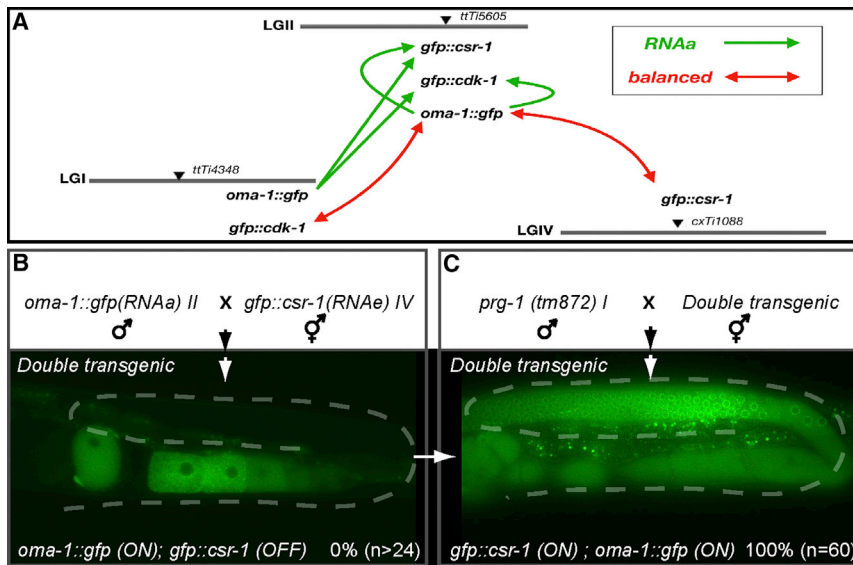 A
LGII
ttTi5605
gfp::csr-1
gfp::cdk-1
oma-1::gfp
RNAa
balanced
LGI
ttTi4348
oma-1::gfp
gfp::cdk-1
gfp::csr-1
cxTi1088
LGIV
B
oma-1::gfp(RNAa) II X gfp::csr-1(RNAe) IV
♂ ⚥
Double transgenic
oma-1::gfp (ON); gfp::csr-1 (OFF) 0% (n>24)
C
prg-1 (tm872) I X Double transgenic
♂ ⚥
Double transgenic
gfp::csr-1 (ON) ; oma-1::gfp (ON) 100% (n=60)